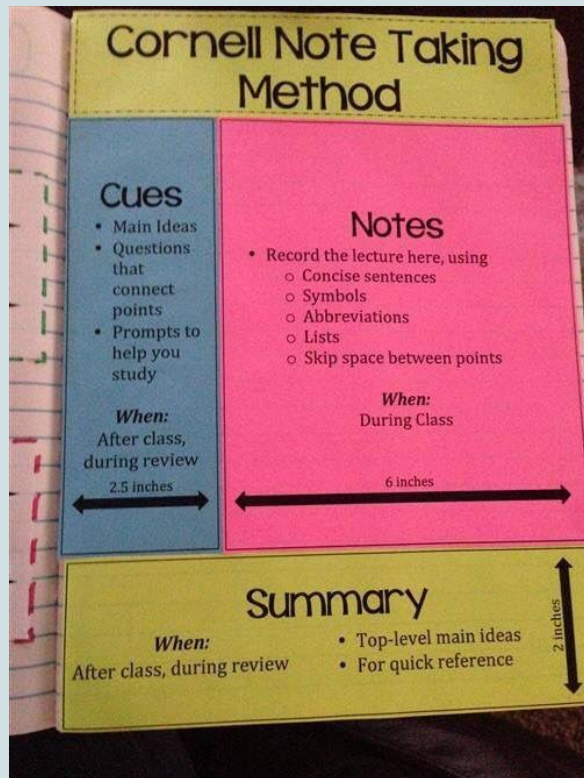 Cornell Note Taking
Method
Cues
• Main Ideas
• Questions
that
connect
points
• Prompts to
help you
study
When:
After class,
during review
2.5 inches
Notes
• Record the lecture here, using
o Concise sentences
o Symbols
o Abbreviations
o Lists
o Skip space between points
When:
During Class
6 inches
Summary
When:
After class, during review
• Top-level main ideas
• For quick reference
2 inches